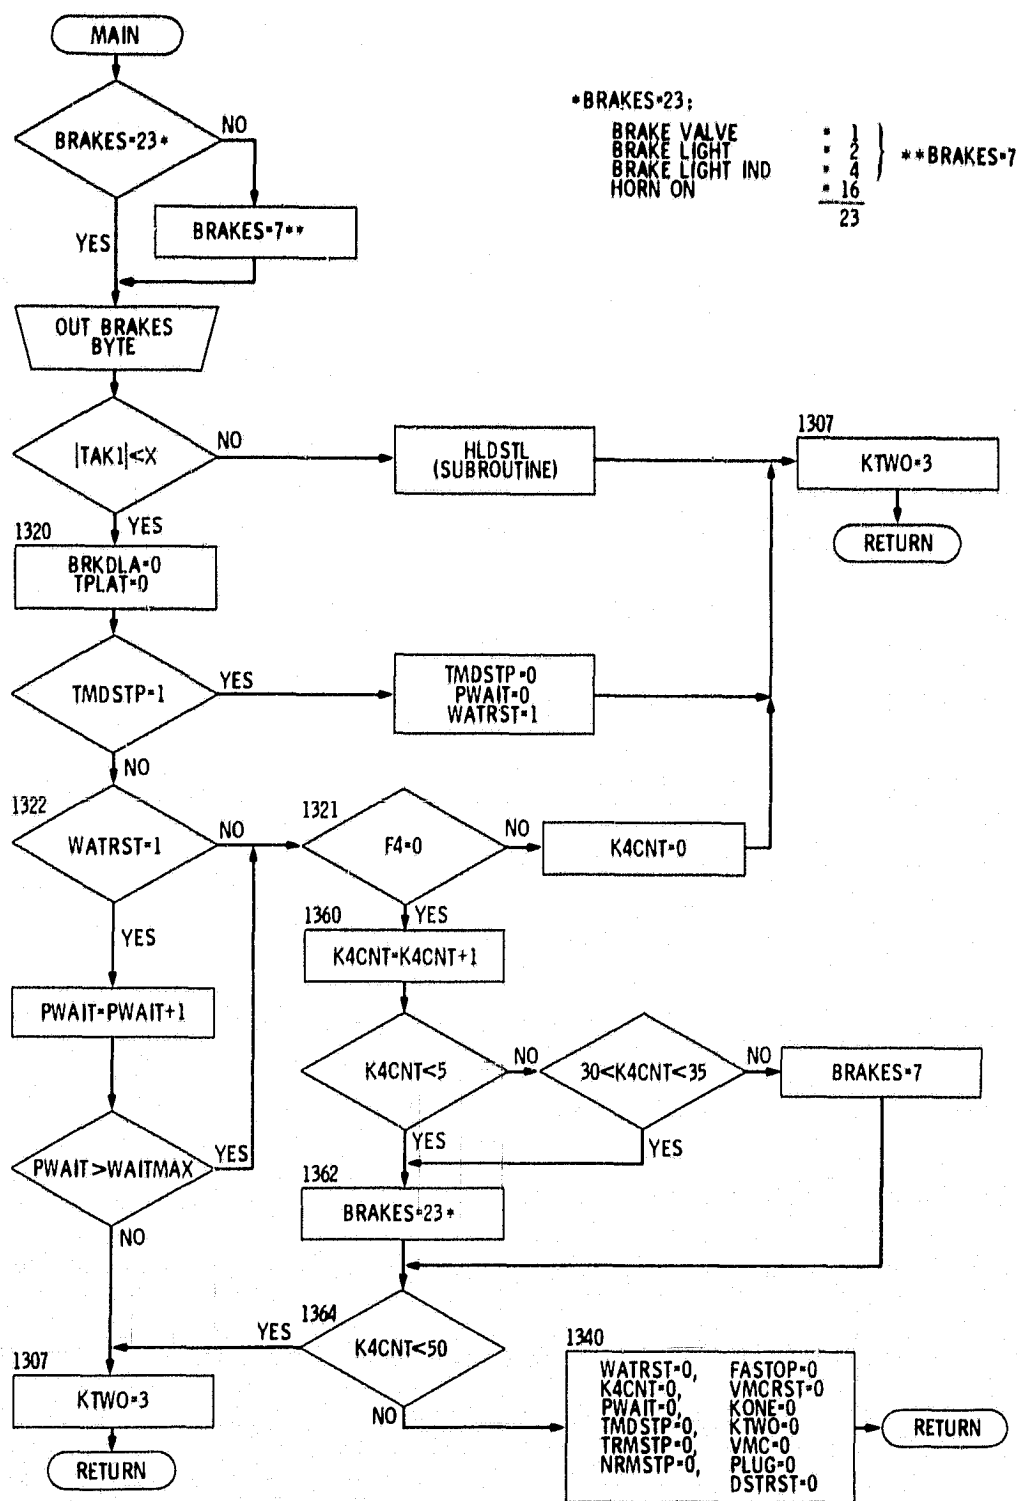 MAIN
BRAKES=23*
NO
YES
BRAKES=7**
*BRAKES=23:
BRAKE VALVE = 1
BRAKE LIGHT = 2
BRAKE LIGHT IND = 4
HORN ON = 16
23
**BRAKES=7
OUT BRAKES
BYTE
|TAK1|<X
NO
YES
HLDSTL
(SUBROUTINE)
1307
KTWO=3
RETURN
1320
BRKDLA=0
TPLAT=0
TMDSTP=1
YES
NO
TMDSTP=0
PWAIT=0
WATRST=1
1322
WATRST=1
NO
YES
1321
F4=0
NO
YES
K4CNT=0
1360
K4CNT=K4CNT+1
PWAIT=PWAIT+1
K4CNT<5
NO
YES
30<K4CNT<35
NO
YES
BRAKES=7
PWAIT>WAITMAX
YES
NO
1362
BRAKES=23*
1364
K4CNT<50
YES
NO
1307
KTWO=3
RETURN
1340
WATRST=0, FASTOP=0
K4CNT=0, VMCRST=0
PWAIT=0, KONE=0
TMDSTP=0, KTWO=0
TRMSTP=0, VMC=0
NRMSTP=0, PLUG=0
DSTRST=0
RETURN